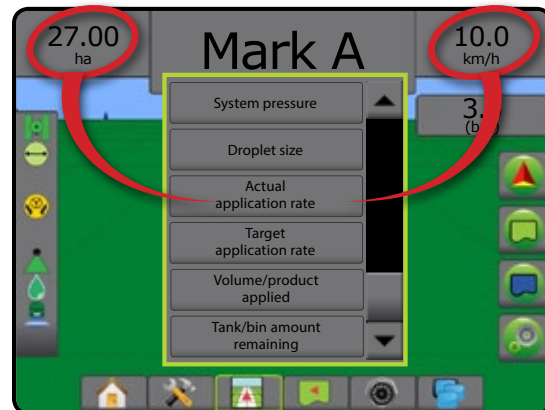 27.00
ha
Mark A
10.0
km/h
3.
System pressure
Droplet size
Actual
application rate
Target
application rate
Volume/product
applied
Tank/bin amount
remaining